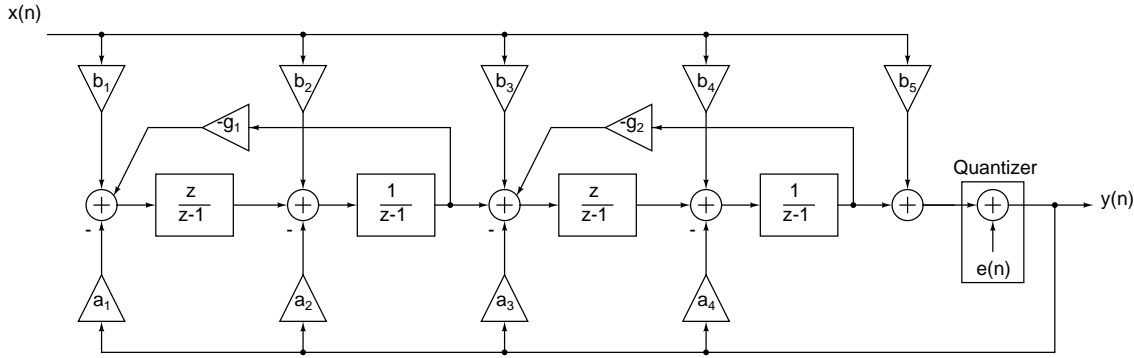 x(n)
b₁ b₂ b₃ b₄ b₅
-g₁ -g₂
Quantizer
+ z/z-1 + 1/z-1 + z/z-1 + 1/z-1 + + y(n)
- - - -
e(n)
a₁ a₂ a₃ a₄